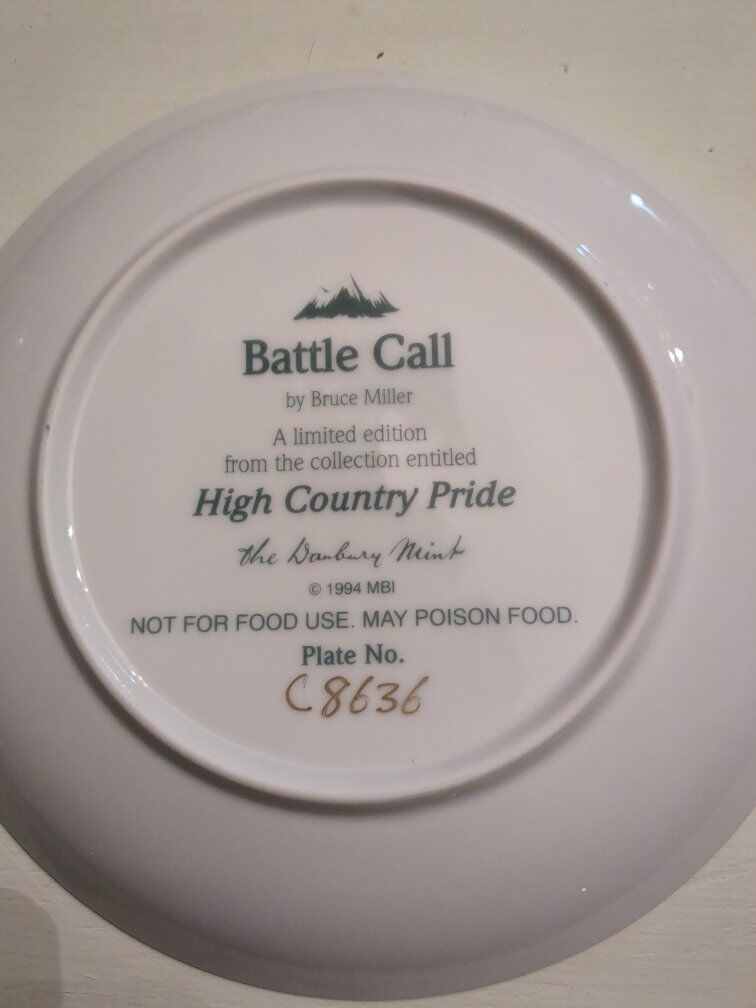 Battle Call
by Bruce Miller
A limited edition
from the collection entitled
High Country Pride
The Danbury Mint
© 1994 MBI
NOT FOR FOOD USE. MAY POISON FOOD.
Plate No.
C8636